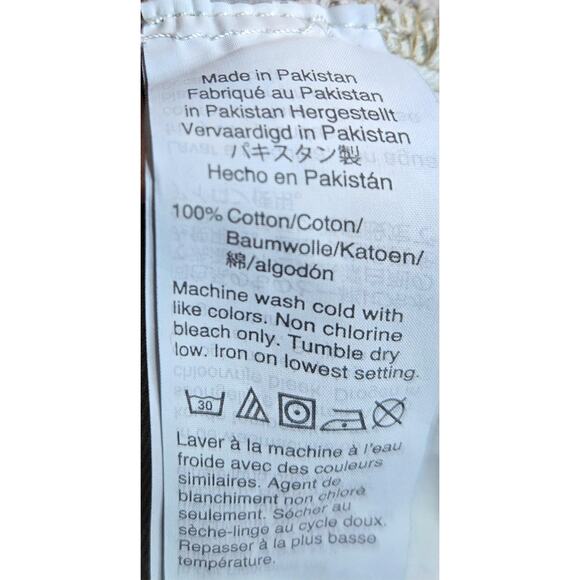 Made in Pakistan
Fabriqué au Pakistan
in Pakistan Hergestellt
Vervaardigd in Pakistan
パキスタン製
Hecho en Pakistán
100% Cotton/Coton/
Baumwolle/Katoen/
綿/algodón
Machine wash cold with
like colors. Non chlorine
bleach only. Tumble dry
low. Iron on lowest setting.
30
Laver à la machine à l'eau
froide avec des couleurs
similaires. Agent de
blanchiment non chloré
seulement. Sécher au
sèche-linge au cycle doux.
Repasser à la plus basse
température.